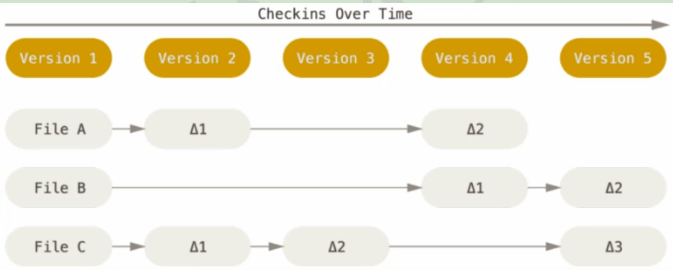 Checkins Over Time
Version 1 Version 2 Version 3 Version 4 Version 5
File A Δ1 Δ2
File B Δ1 Δ2
File C Δ1 Δ2 Δ3